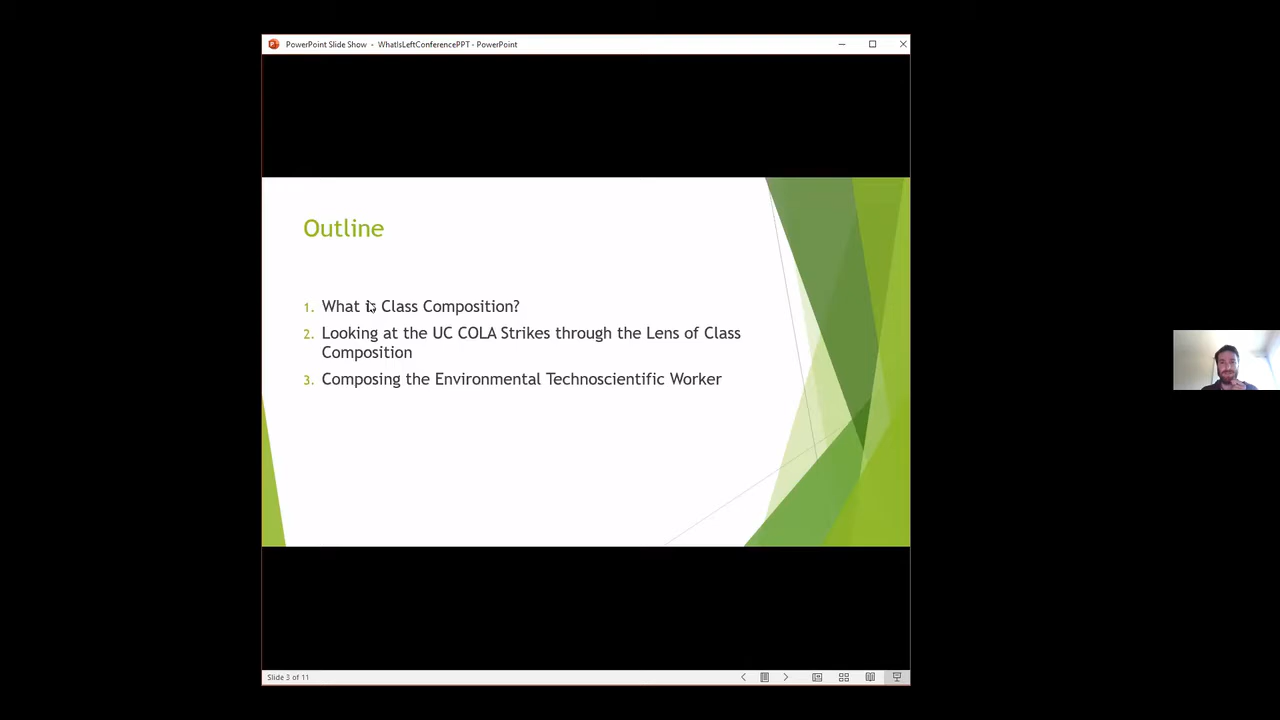 PowerPoint Slide Show - WhatIsLeftConferencePPT - PowerPoint
Outline
1. What is Class Composition?
2. Looking at the UC COLA Strikes through the Lens of Class
Composition
3. Composing the Environmental Technoscientific Worker
Slide 3 of 11